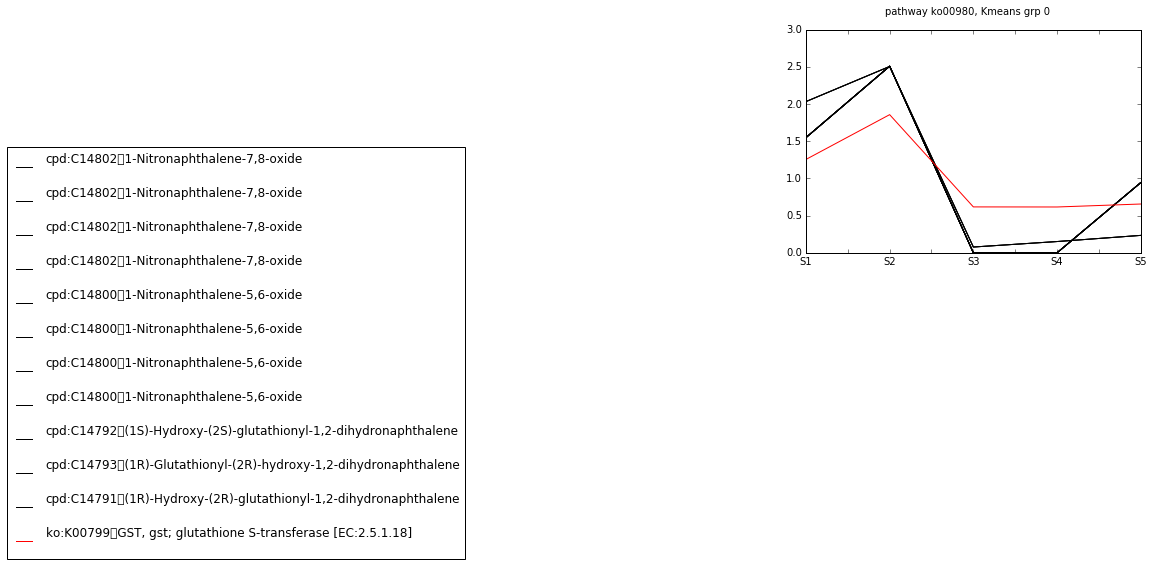 pathway ko00980, Kmeans grp 0
3.0
2.5
2.0
1.5
1.0
0.5
0.0
S1 S2 S3 S4 S5
cpd:C14802▯1-Nitronaphthalene-7,8-oxide
cpd:C14802▯1-Nitronaphthalene-7,8-oxide
cpd:C14802▯1-Nitronaphthalene-7,8-oxide
cpd:C14802▯1-Nitronaphthalene-7,8-oxide
cpd:C14800▯1-Nitronaphthalene-5,6-oxide
cpd:C14800▯1-Nitronaphthalene-5,6-oxide
cpd:C14800▯1-Nitronaphthalene-5,6-oxide
cpd:C14800▯1-Nitronaphthalene-5,6-oxide
cpd:C14792▯(1S)-Hydroxy-(2S)-glutathionyl-1,2-dihydronaphthalene
cpd:C14793▯(1R)-Glutathionyl-(2R)-hydroxy-1,2-dihydronaphthalene
cpd:C14791▯(1R)-Hydroxy-(2R)-glutathionyl-1,2-dihydronaphthalene
ko:K00799▯GST, gst; glutathione S-transferase [EC:2.5.1.18]